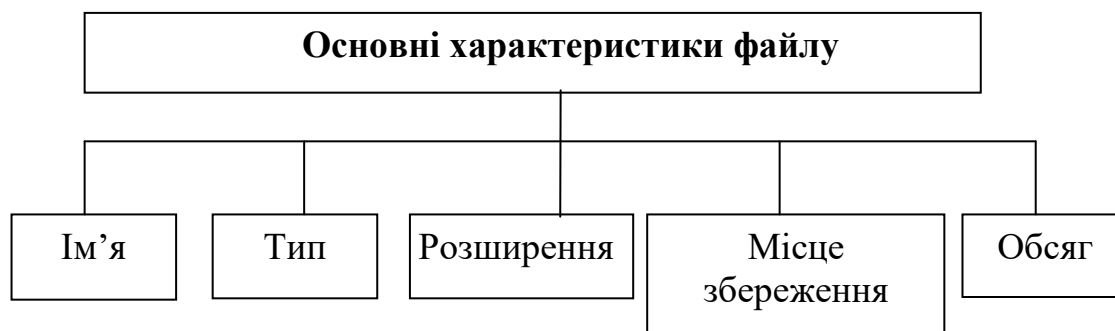 Основні характеристики файлу
Ім’я
Тип
Розширення
Місце
збереження
Обсяг